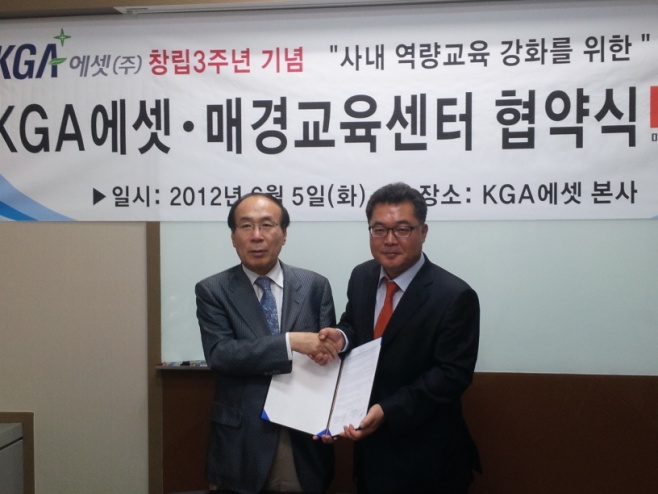 KGA 에셋(주) 창립3주년 기념 "사내 역량교육 강화를 위한"
KGA에셋·매경교육센터 협약식
▶일시: 2012년 6월 5일(화) 장소: KGA에셋 본사